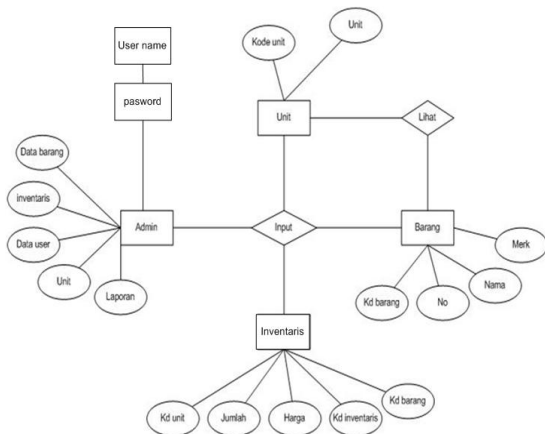 User name
Unit
Kode unit
pasword
Unit
Lihat
Data barang
inventaris
Admin
Input
Barang
Data user
Merk
Unit
Laporan
Kd barang
No
Nama
Inventaris
Kd unit
Jumlah
Harga
Kd inventaris
Kd barang